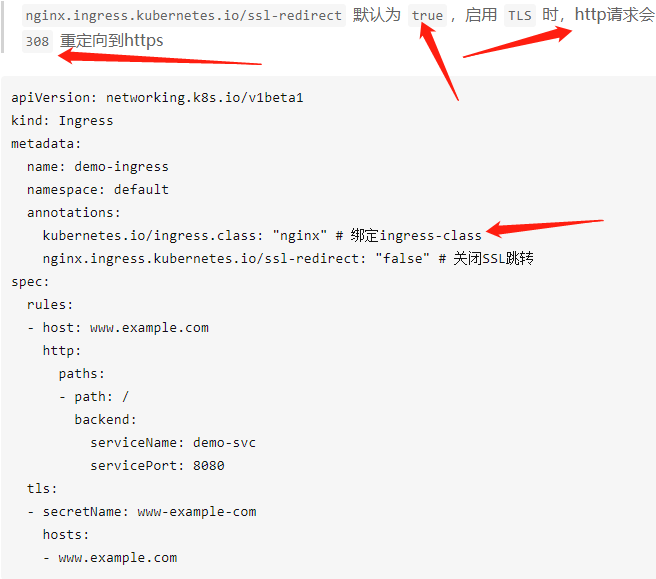 nginx.ingress.kubernetes.io/ssl-redirect 默认为 true ，启用 TLS 时，http请求会
308 重定向到https
apiVersion: networking.k8s.io/v1beta1
kind: Ingress
metadata:
  name: demo-ingress
  namespace: default
  annotations:
    kubernetes.io/ingress.class: "nginx" # 绑定ingress-class
    nginx.ingress.kubernetes.io/ssl-redirect: "false" # 关闭SSL跳转
spec:
  rules:
  - host: www.example.com
    http:
      paths:
      - path: /
        backend:
          serviceName: demo-svc
          servicePort: 8080
  tls:
  - secretName: www-example-com
    hosts:
    - www.example.com